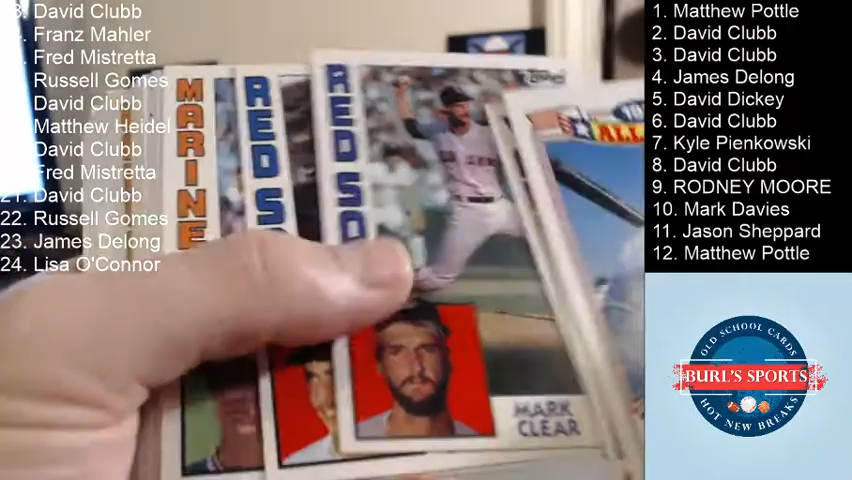 David Clubb
Franz Mahler
Fred Mistretta
Russell Gomes
David Clubb
Matthew Heidel
David Clubb
Fred Mistretta
21. David Clubb
22. Russell Gomes
23. James Delong
24. Lisa O'Connor
MARINE
RED S
RED SO
TOPPS
ALL
MARK
CLEAR
1. Matthew Pottle
2. David Clubb
3. David Clubb
4. James Delong
5. David Dickey
6. David Clubb
7. Kyle Pienkowski
8. David Clubb
9. RODNEY MOORE
10. Mark Davies
11. Jason Sheppard
12. Matthew Pottle
OLD SCHOOL CARDS
BURL'S SPORTS
HOT NEW BREAKS